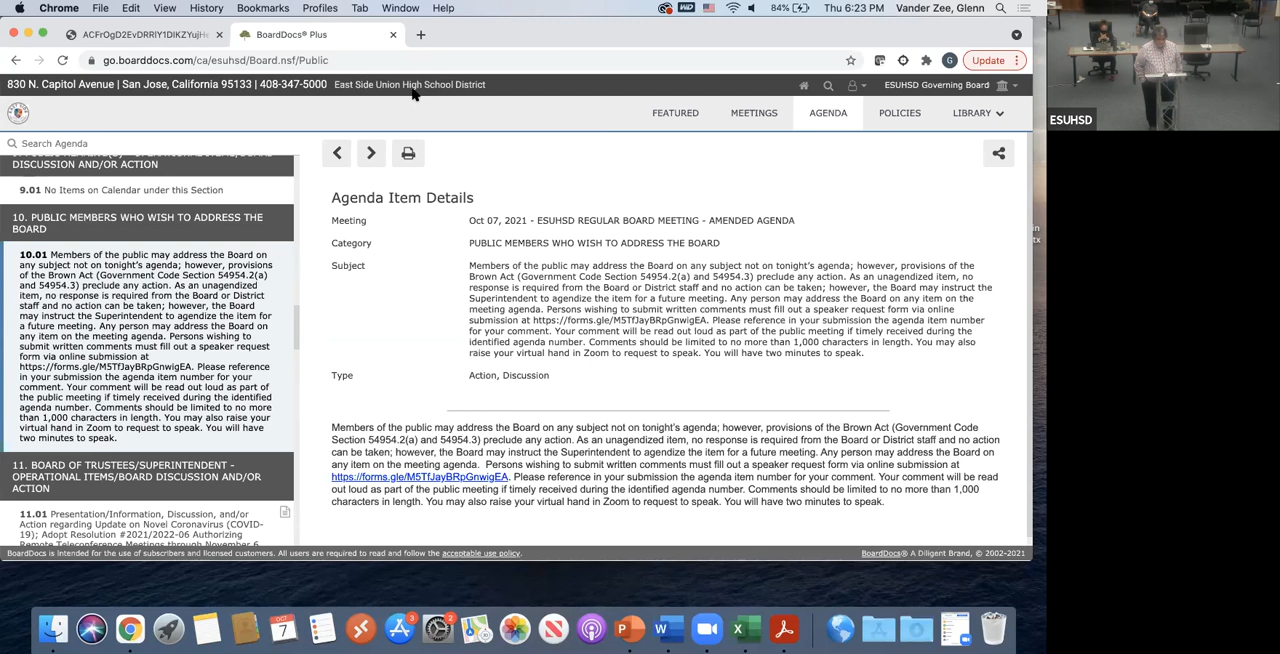 Chrome File Edit View History Bookmarks Profiles Tab Window Help 84% Thu 6:23 PM Vander Zee, Glenn
ACFrOgD2EvDRRlY1DlKZYujH
BoardDocs® Plus
go.boarddocs.com/ca/esuhsd/Board.nsf/Public
G Update
830 N. Capitol Avenue | San Jose, California 95133 | 408-347-5000 East Side Union High School District
ESUHSD Governing Board
ESUHSD
FEATURED MEETINGS AGENDA POLICIES LIBRARY
Search Agenda
DISCUSSION AND/OR ACTION
9.01 No Items on Calendar under this Section
10. PUBLIC MEMBERS WHO WISH TO ADDRESS THE
BOARD
10.01 Members of the public may address the Board on
any subject not on tonight's agenda; however, provisions
of the Brown Act (Government Code Section 54954.2(a)
and 54954.3) preclude any action. As an unagendized
item, no response is required from the Board or District
staff and no action can be taken; however, the Board
may instruct the Superintendent to agendize the item for
a future meeting. Any person may address the Board on
any item on the meeting agenda. Persons wishing to
submit written comments must fill out a speaker request
form via online submission at
https://forms.gle/M5TfJayBRpGnwigEA. Please reference
in your submission the agenda item number for your
comment. Your comment will be read out loud as part of
the public meeting if timely received during the identified
agenda number. Comments should be limited to no more
than 1,000 characters in length. You may also raise your
virtual hand in Zoom to request to speak. You will have
two minutes to speak.
11. BOARD OF TRUSTEES/SUPERINTENDENT -
OPERATIONAL ITEMS/BOARD DISCUSSION AND/OR
ACTION
11.01 Presentation/Information, Discussion, and/or
Action regarding Update on Novel Coronavirus (COVID-
19); Adopt Resolution #2021/2022-06 Authorizing
Remote Teleconference Meetings through November 6
Agenda Item Details
Meeting Oct 07, 2021 - ESUHSD REGULAR BOARD MEETING - AMENDED AGENDA
Category PUBLIC MEMBERS WHO WISH TO ADDRESS THE BOARD
Subject Members of the public may address the Board on any subject not on tonight's agenda; however, provisions of the
Brown Act (Government Code Section 54954.2(a) and 54954.3) preclude any action. As an unagendized item, no
response is required from the Board or District staff and no action can be taken; however, the Board may instruct the
Superintendent to agendize the item for a future meeting. Any person may address the Board on any item on the
meeting agenda. Persons wishing to submit written comments must fill out a speaker request form via online
submission at https://forms.gle/M5TfJayBRpGnwigEA. Please reference in your submission the agenda item number
for your comment. Your comment will be read out loud as part of the public meeting if timely received during the
identified agenda number. Comments should be limited to no more than 1,000 characters in length. You may also
raise your virtual hand in Zoom to request to speak. You will have two minutes to speak.
Type Action, Discussion
Members of the public may address the Board on any subject not on tonight's agenda; however, provisions of the Brown Act (Government Code
Section 54954.2(a) and 54954.3) preclude any action. As an unagendized item, no response is required from the Board or District staff and no action
can be taken; however, the Board may instruct the Superintendent to agendize the item for a future meeting. Any person may address the Board on
any item on the meeting agenda. Persons wishing to submit written comments must fill out a speaker request form via online submission at
https://forms.gle/M5TfJayBRpGnwigEA. Please reference in your submission the agenda item number for your comment. Your comment will be read
out loud as part of the public meeting if timely received during the identified agenda number. Comments should be limited to no more than 1,000
characters in length. You may also raise your virtual hand in Zoom to request to speak. You will have two minutes to speak.
BoardDocs is intended for the use of subscribers and licensed customers. All users are required to read and follow the acceptable use policy.
BoardDocs® A Diligent Brand, © 2002-2021
OCT
7
3
2